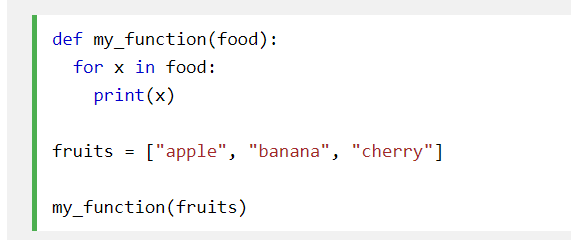 def my_function(food):
  for x in food:
    print(x)

fruits = ["apple", "banana", "cherry"]

my_function(fruits)